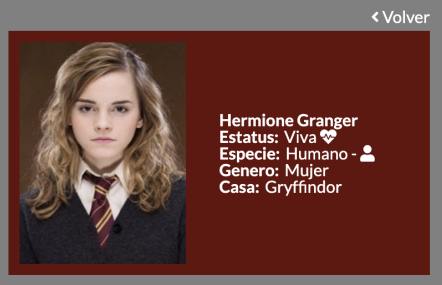 Volver
Hermione Granger
Estatus: Viva
Especie: Humano -
Genero: Mujer
Casa: Gryffindor